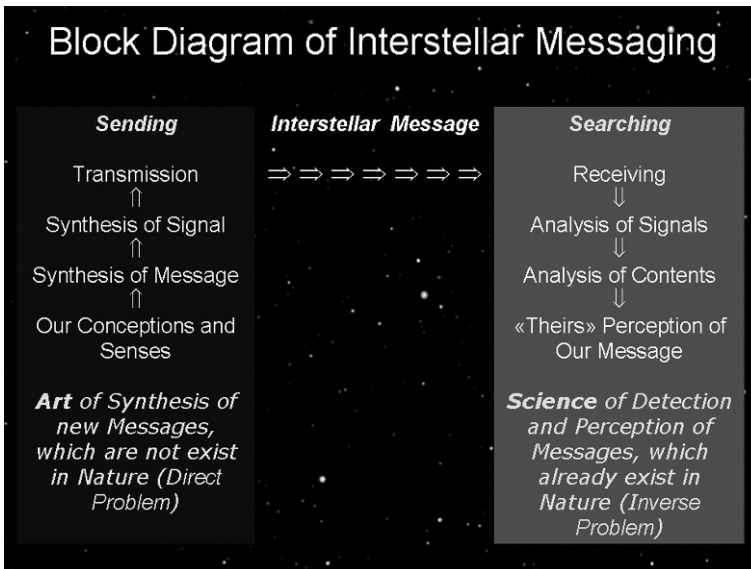 Block Diagram of Interstellar Messaging
Sending
Transmission
⇑
Synthesis of Signal
⇑
Synthesis of Message
⇑
Our Conceptions and
Senses
Art of Synthesis of
new Messages,
which are not exist
in Nature (Direct
Problem)
Interstellar Message
⇒⇒⇒⇒⇒⇒⇒
Searching
Receiving
⇓
Analysis of Signals
⇓
Analysis of Contents
⇓
«Theirs» Perception of
Our Message
Science of Detection
and Perception of
Messages, which
already exist in
Nature (Inverse
Problem)